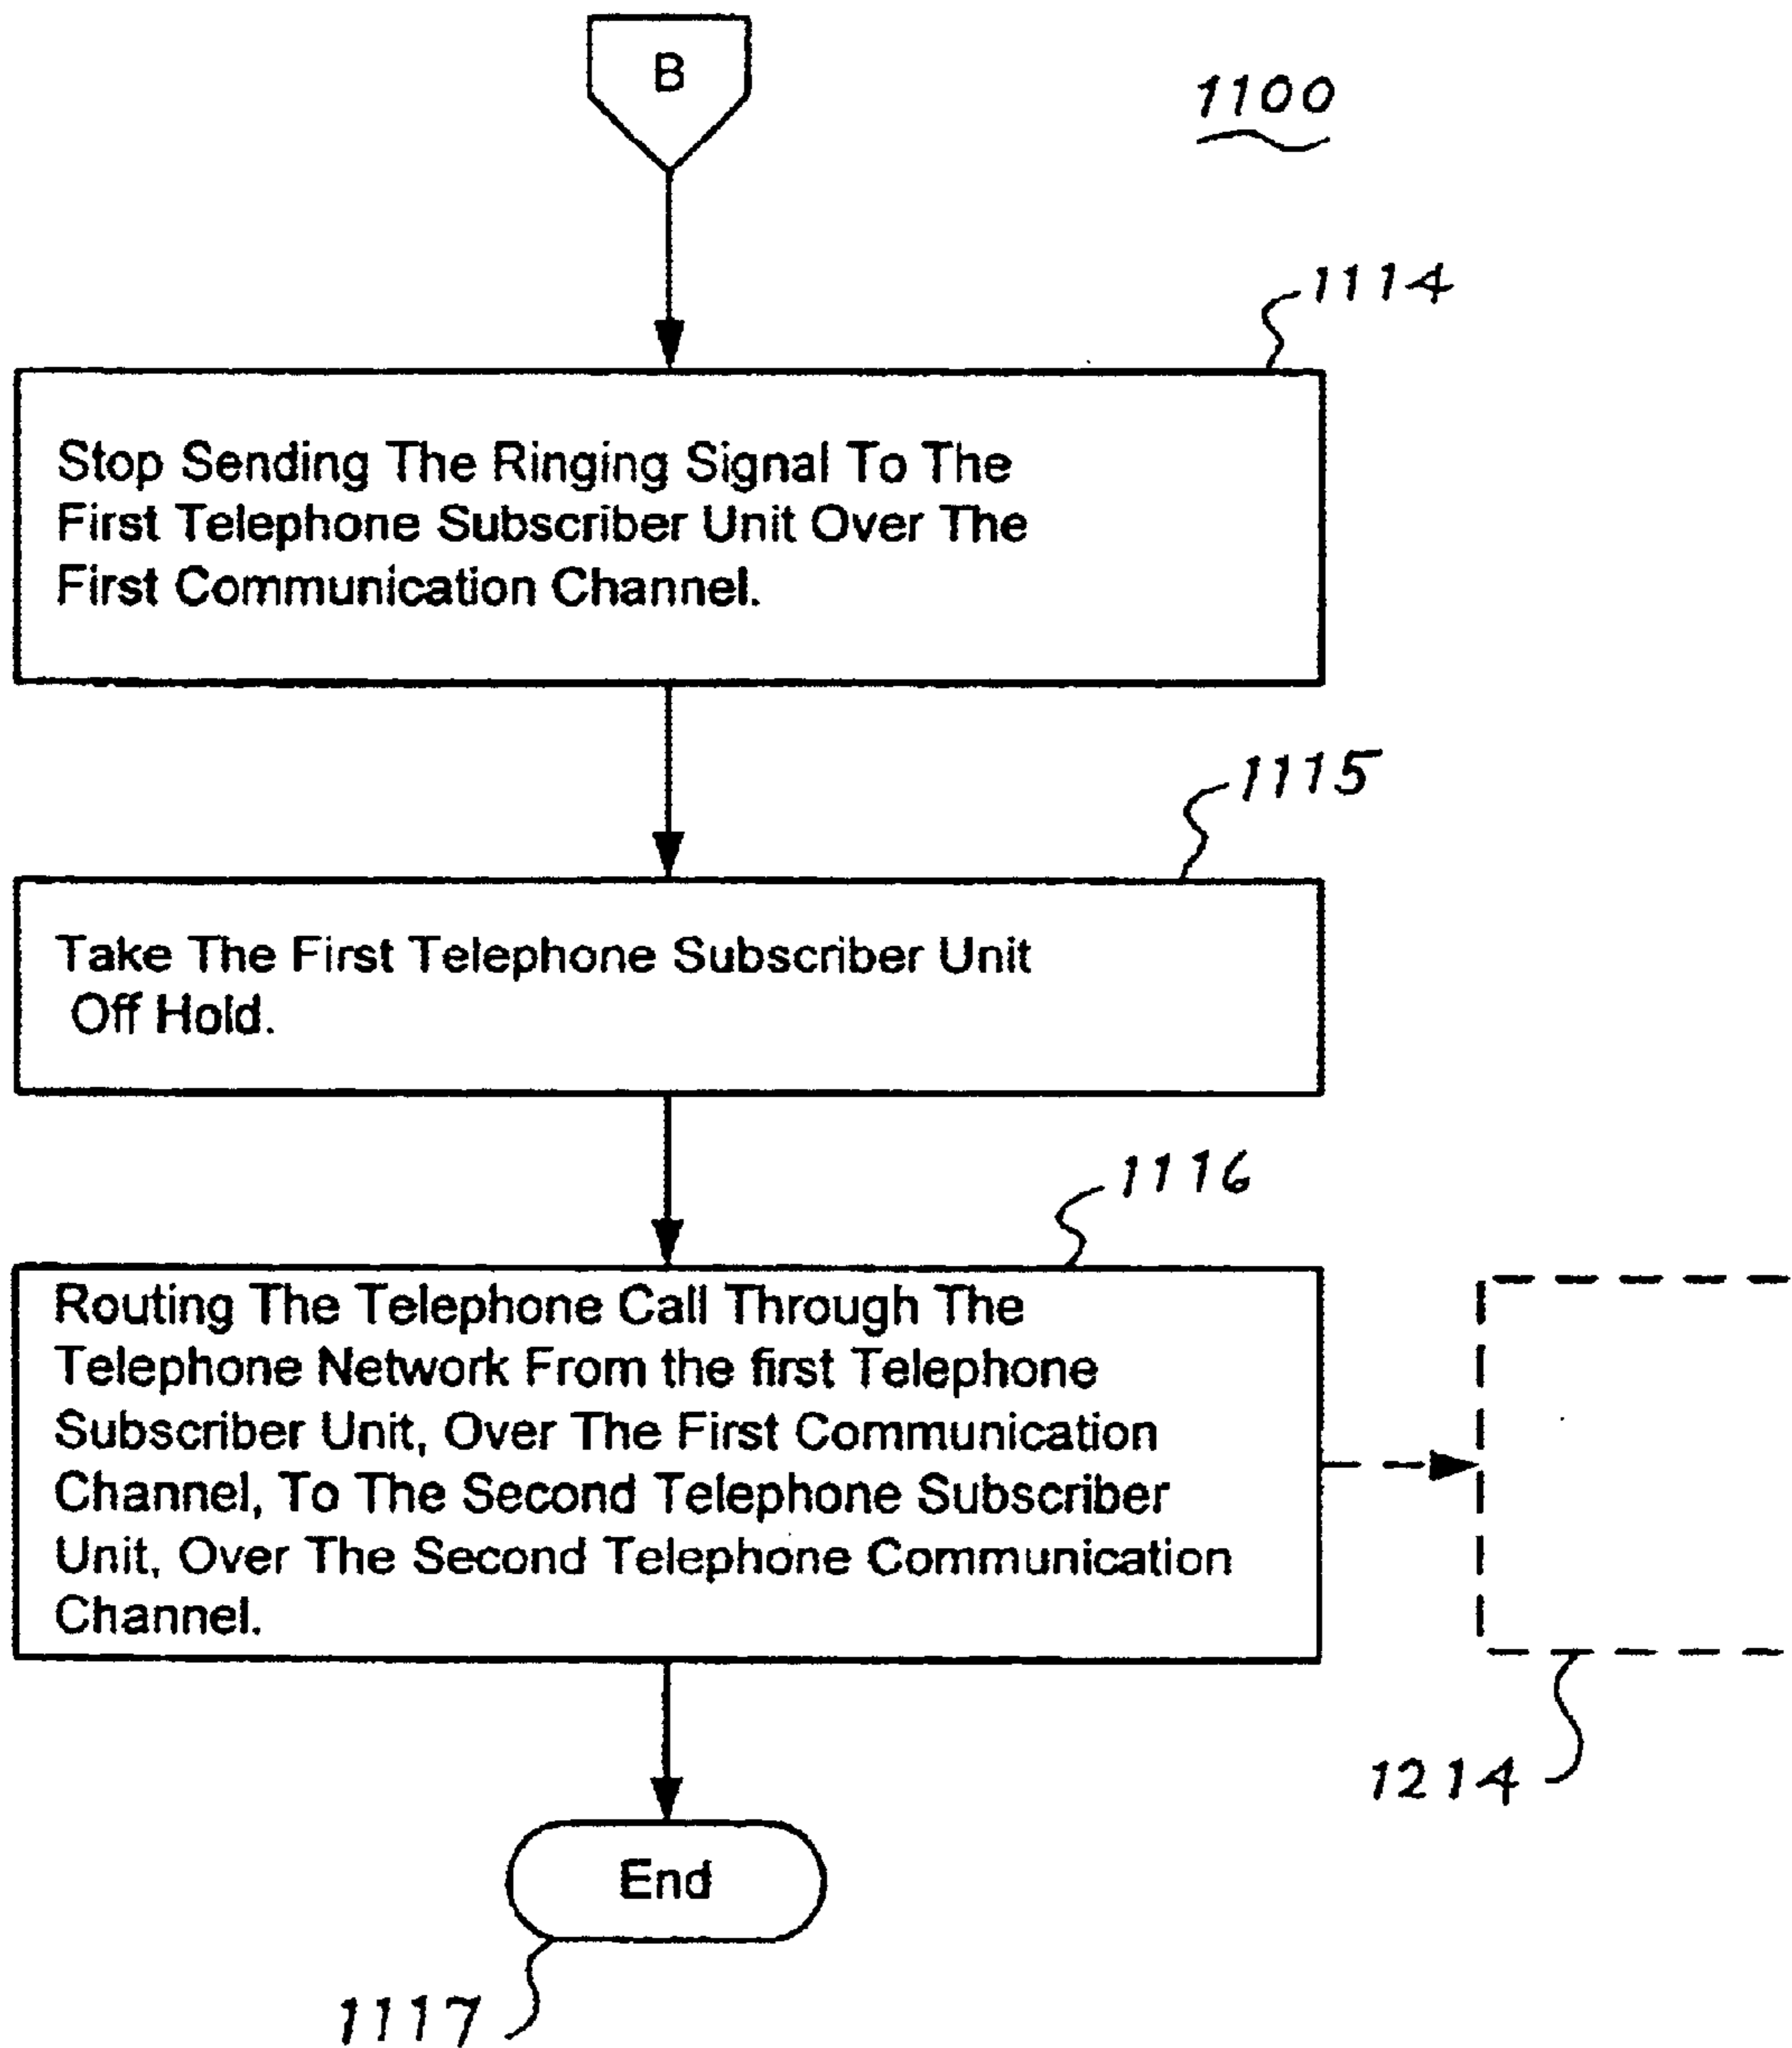 B
1100
1114
Stop Sending The Ringing Signal To The
First Telephone Subscriber Unit Over The
First Communication Channel.
1115
Take The First Telephone Subscriber Unit
Off Hold.
1116
Routing The Telephone Call Through The
Telephone Network From the first Telephone
Subscriber Unit, Over The First Communication
Channel, To The Second Telephone Subscriber
Unit, Over The Second Telephone Communication
Channel.
1214
End
1117